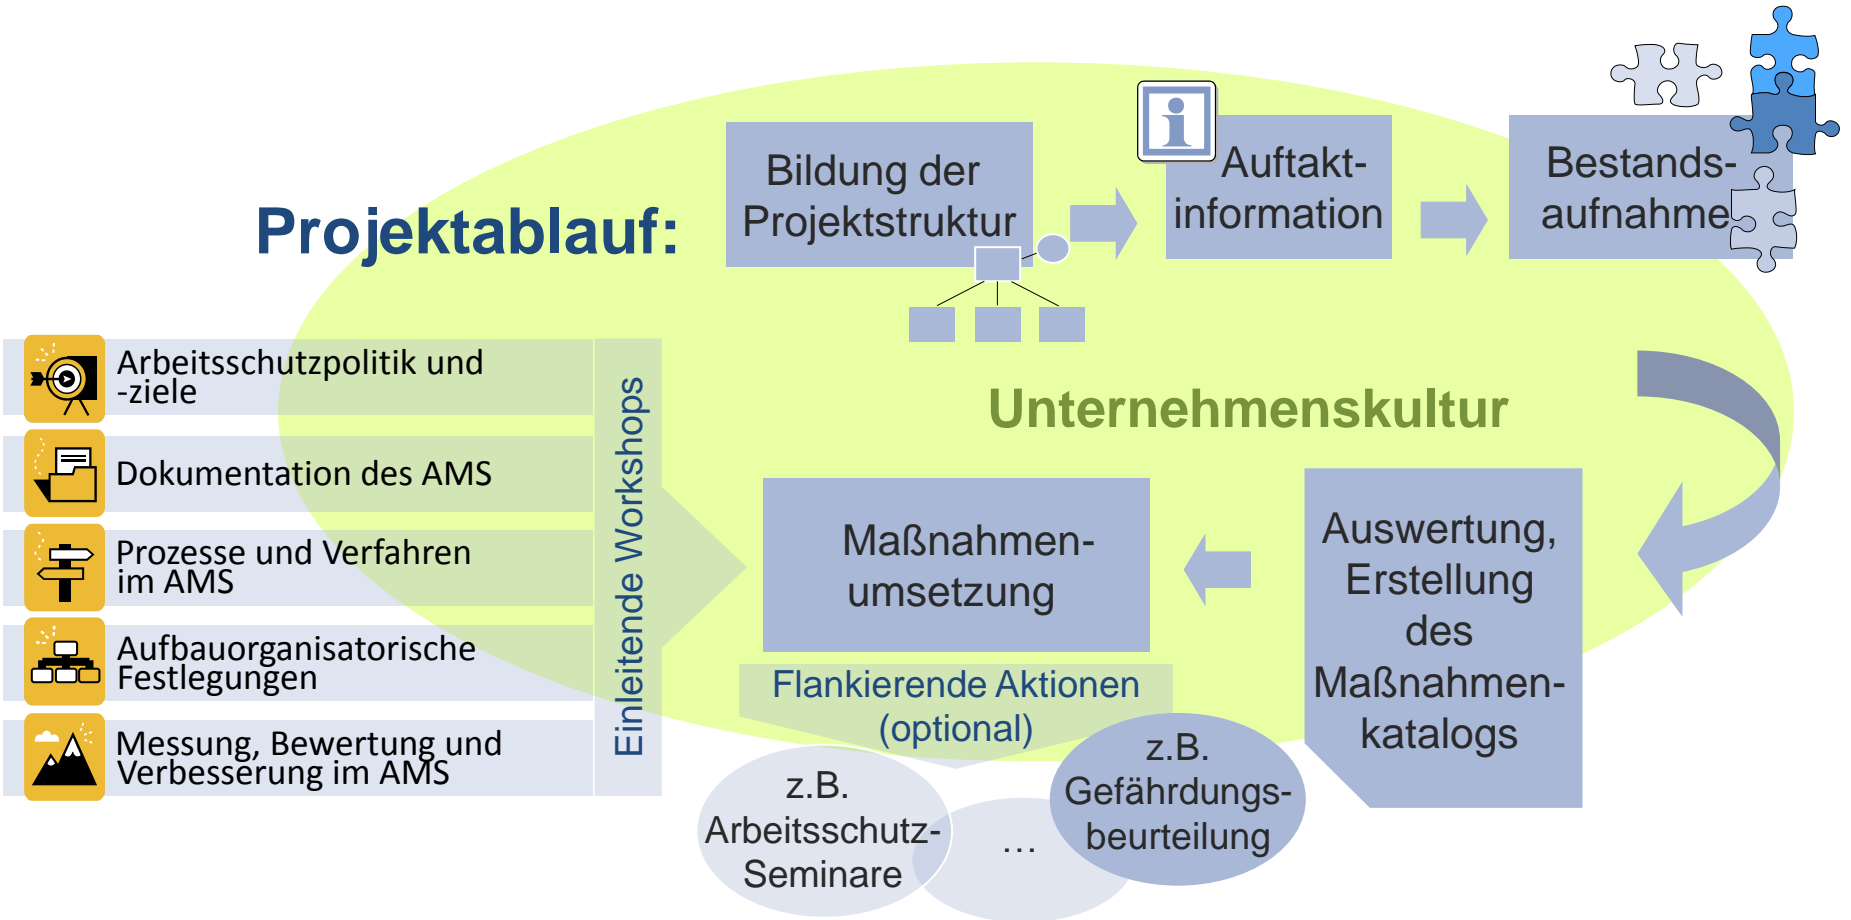 Projektablauf:
Bildung der
Projektstruktur
Auftakt-
information
Bestands-
aufnahme
Unternehmenskultur
Arbeitsschutzpolitik und
-ziele
Dokumentation des AMS
Prozesse und Verfahren
im AMS
Aufbauorganisatorische
Festlegungen
Messung, Bewertung und
Verbesserung im AMS
Einleitende Workshops
Maßnahmen-
umsetzung
Auswertung,
Erstellung
des
Maßnahmen-
katalogs
Flankierende Aktionen
(optional)
z.B.
Arbeitsschutz-
Seminare
…
z.B.
Gefährdungs-
beurteilung